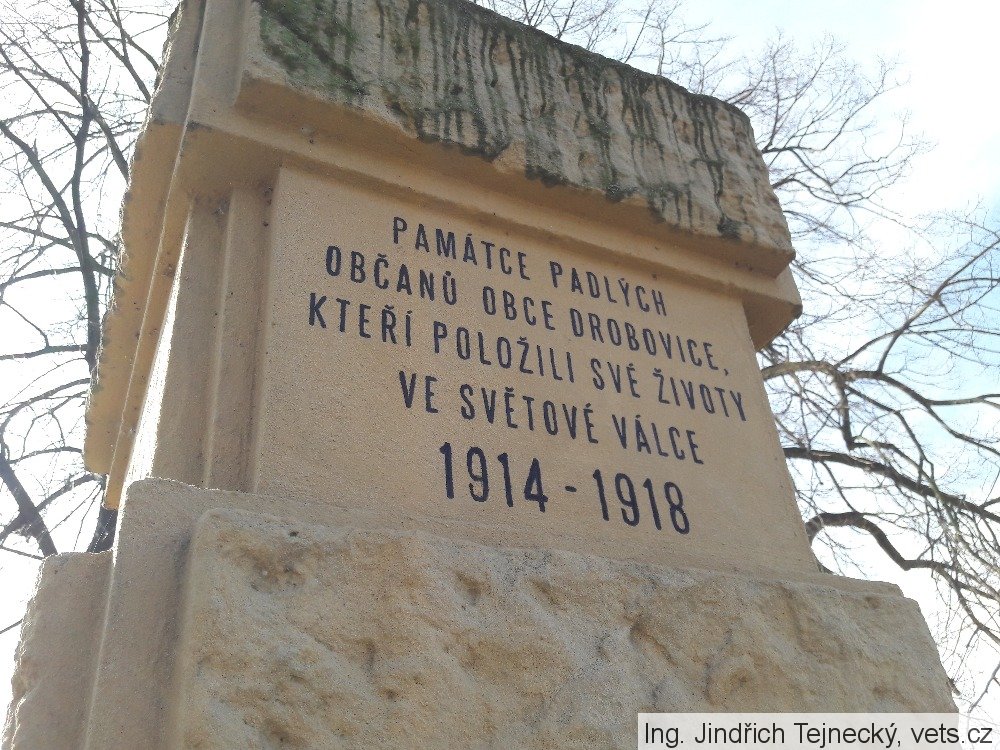 PAMÁTCE PADLÝCH
OBČANŮ OBCE DROBOVICE,
KTEŘÍ POLOŽILI SVÉ ŽIVOTY
VE SVĚTOVÉ VÁLCE
1914 - 1918
Ing. Jindřich Tejnecký, vets.cz